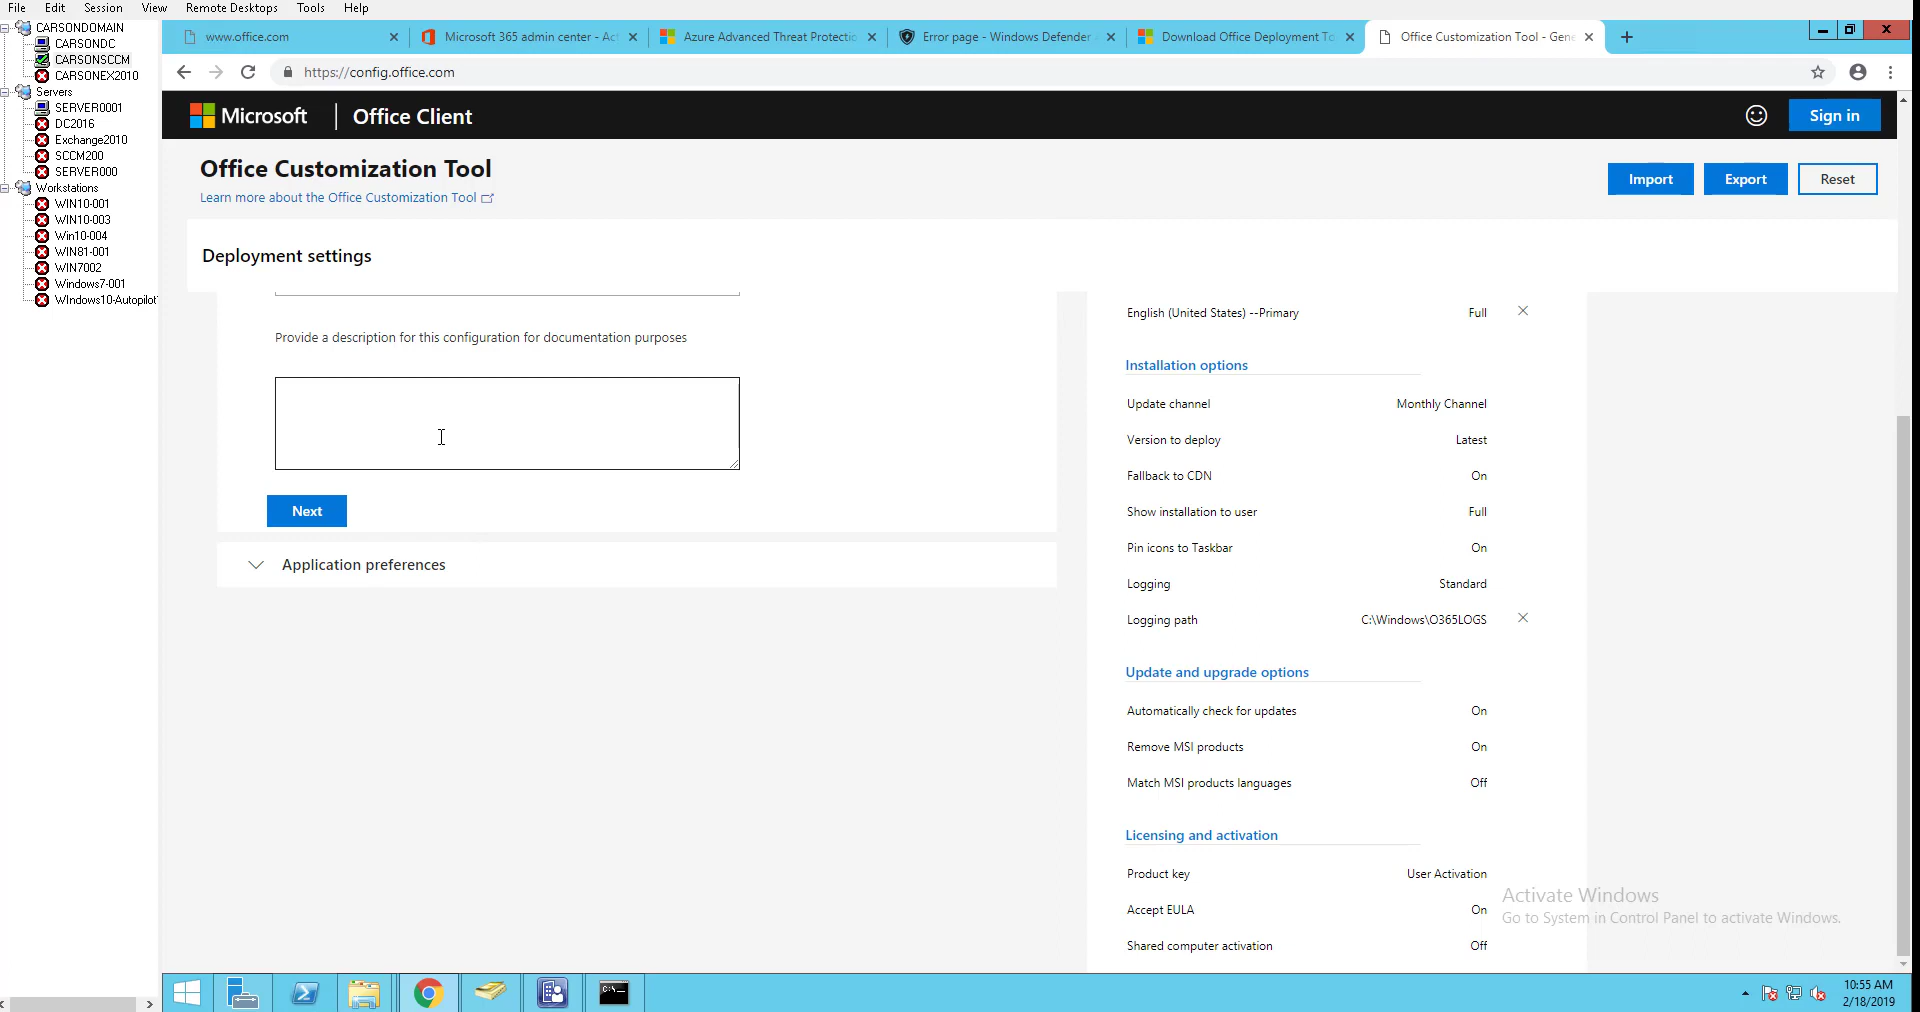 File Edit Session View Remote Desktops Tools Help
CARSONDOMAIN
CARSONDC
CARSONSCCM
CARSONEX2010
Servers
SERVER0001
DC2016
Exchange2010
SCCM200
SERVER000
Workstations
WIN10-001
WIN10-003
Win10-004
WIN81-001
WIN7002
Windows7-001
WIndows10-Autopilot
www.office.com
Microsoft 365 admin center - Ac
Azure Advanced Threat Protectio
Error page - Windows Defender
Download Office Deployment To
Office Customization Tool - Gene
https://config.office.com
Microsoft | Office Client
Sign in
Office Customization Tool
Learn more about the Office Customization Tool
Import
Export
Reset
Deployment settings
Provide a description for this configuration for documentation purposes
Next
Application preferences
English (United States) --Primary Full
Installation options
Update channel Monthly Channel
Version to deploy Latest
Fallback to CDN On
Show installation to user Full
Pin icons to Taskbar On
Logging Standard
Logging path C:\Windows\O365LOGS
Update and upgrade options
Automatically check for updates On
Remove MSI products On
Match MSI products languages Off
Licensing and activation
Product key User Activation
Accept EULA On
Shared computer activation Off
Activate Windows
Go to System in Control Panel to activate Windows.
10:55 AM
2/18/2019